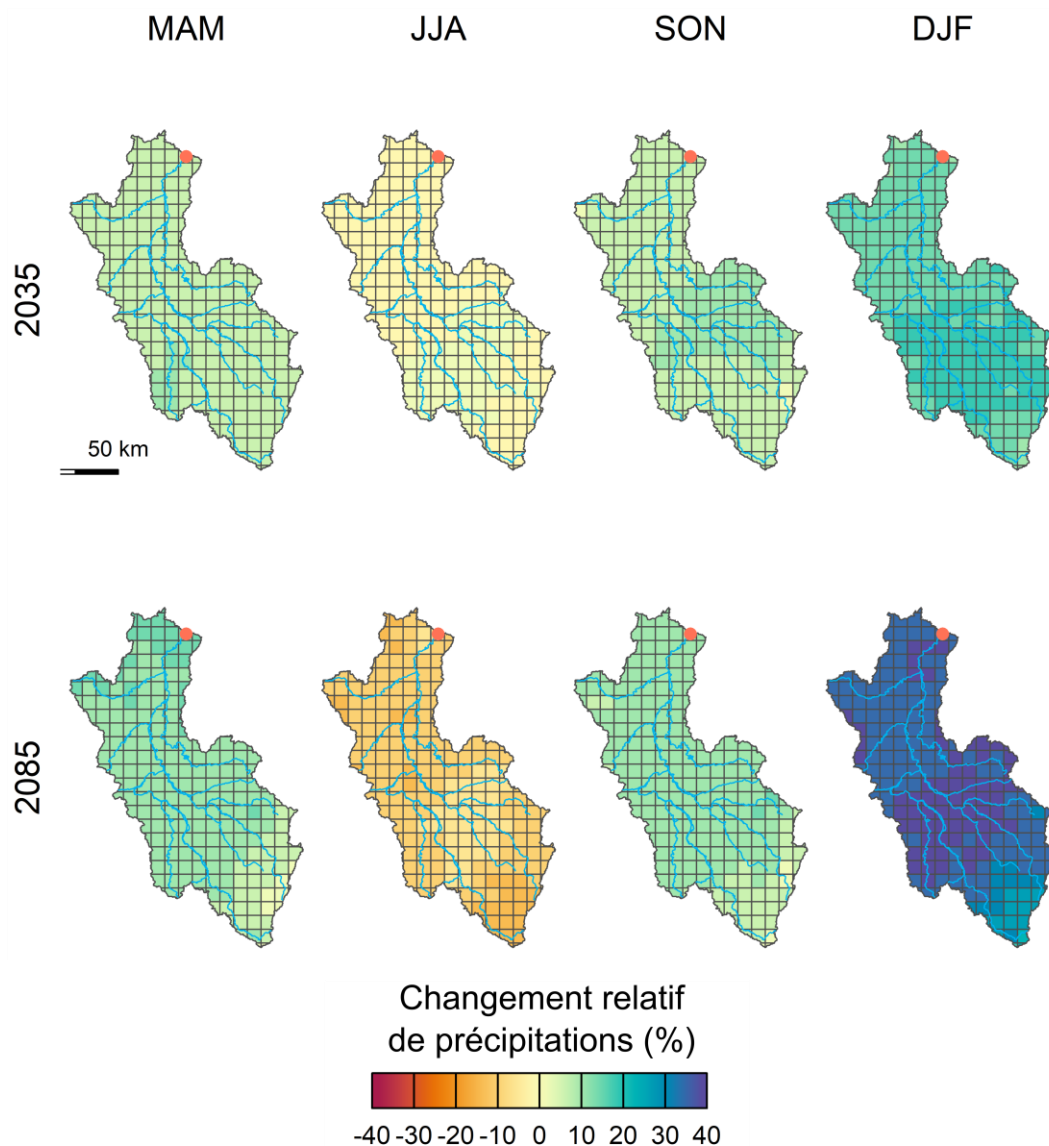 MAM JJA SON DJF
2035
50 km
2085
Changement relatif
de précipitations (%)
-40 -30 -20 -10 0 10 20 30 40